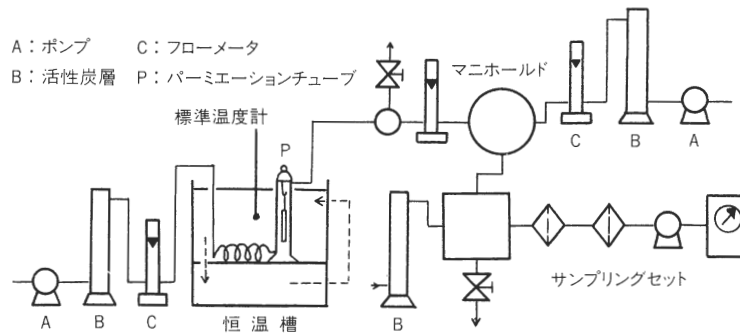 A：ポンプ
C：フローメータ
B：活性炭層
P：パーミエーションチューブ
マニホールド
標準温度計
P
C
B
A
サンプリングセット
A
B
C
恒温槽
B